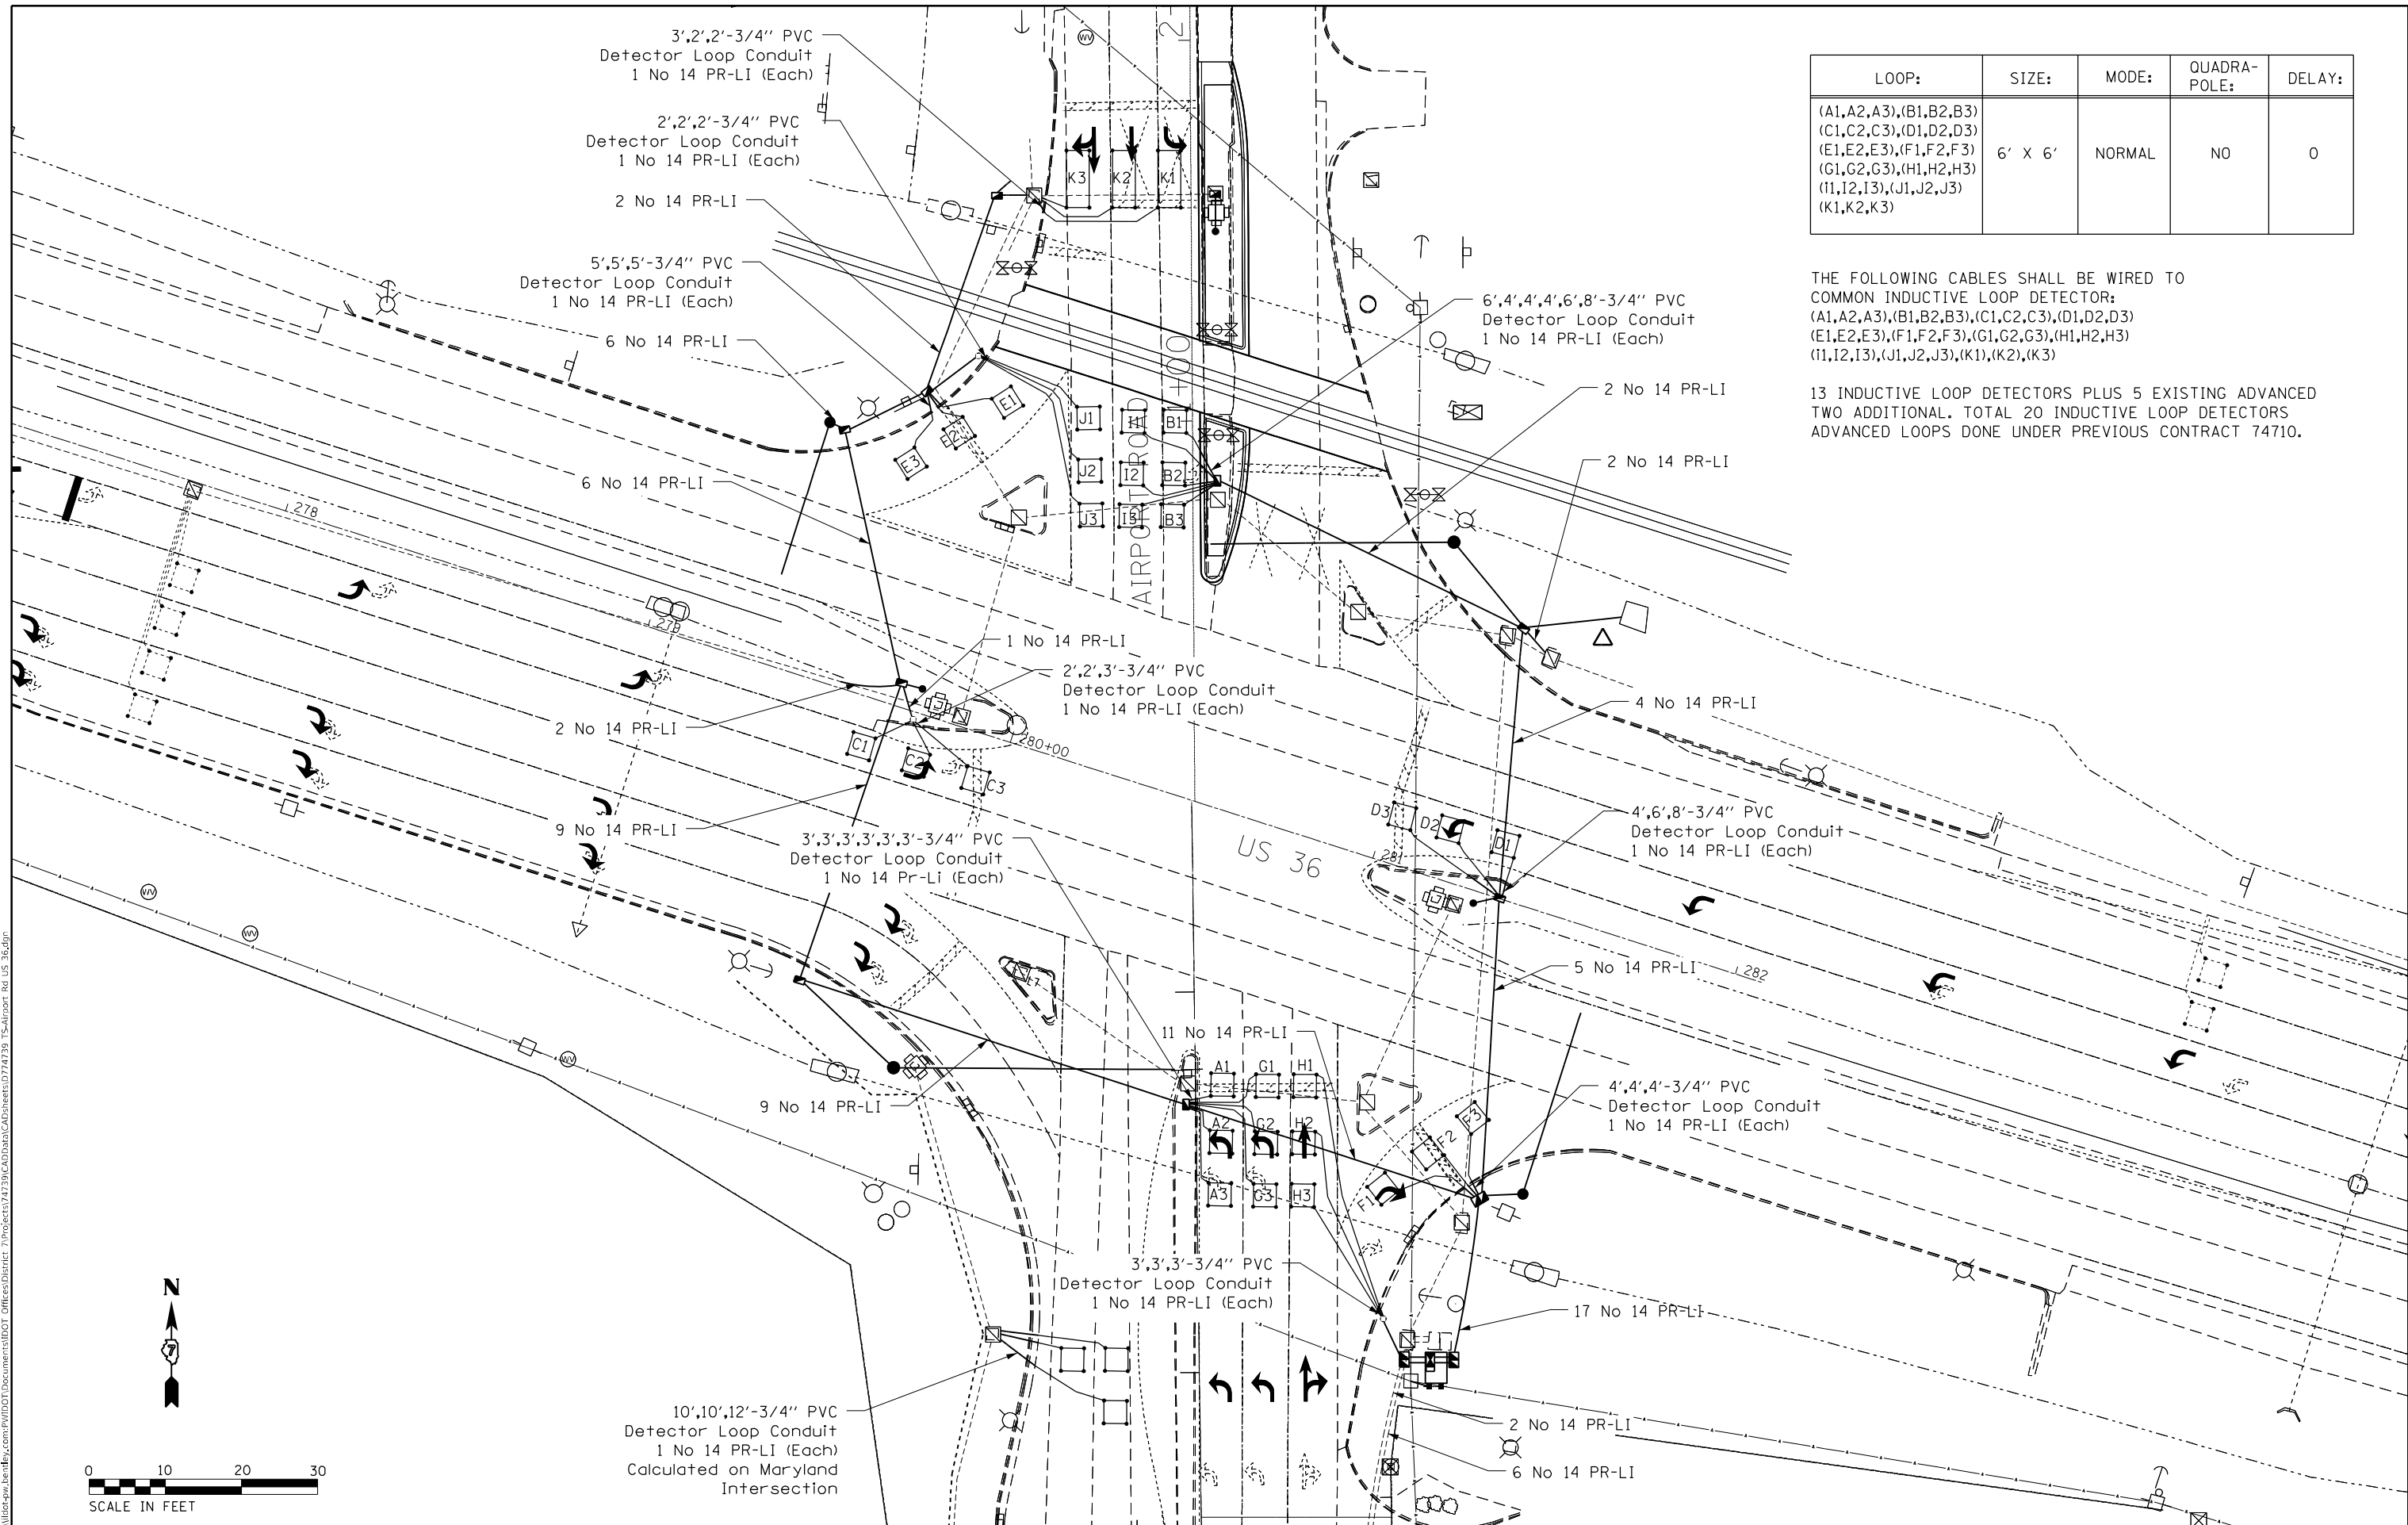 3',2',2'-3/4'' PVC
Detector Loop Conduit
1 No 14 PR-LI (Each)
2',2',2'-3/4'' PVC
Detector Loop Conduit
1 No 14 PR-LI (Each)
2 No 14 PR-LI
5',5',5'-3/4'' PVC
Detector Loop Conduit
1 No 14 PR-LI (Each)
6 No 14 PR-LI
6 No 14 PR-LI
WV
2
K3 K2 K1
LOOP: SIZE: MODE: QUADRA-POLE: DELAY:
(A1,A2,A3),(B1,B2,B3)
(C1,C2,C3),(D1,D2,D3)
(E1,E2,E3),(F1,F2,F3)
(G1,G2,G3),(H1,H2,H3)
(I1,I2,I3),(J1,J2,J3)
(K1,K2,K3)
6' X 6' NORMAL NO 0
THE FOLLOWING CABLES SHALL BE WIRED TO
COMMON INDUCTIVE LOOP DETECTOR:
(A1,A2,A3),(B1,B2,B3),(C1,C2,C3),(D1,D2,D3)
(E1,E2,E3),(F1,F2,F3),(G1,G2,G3),(H1,H2,H3)
(i1,I2,I3),(J1,J2,J3),(K1),(K2),(K3)
13 INDUCTIVE LOOP DETECTORS PLUS 5 EXISTING ADVANCED
TWO ADDITIONAL. TOTAL 20 INDUCTIVE LOOP DETECTORS
ADVANCED LOOPS DONE UNDER PREVIOUS CONTRACT 74710.
6',4',4',4',6',8'-3/4'' PVC
Detector Loop Conduit
1 No 14 PR-LI (Each)
2 No 14 PR-LI
2 No 14 PR-LI
+00
AIRPORT ROAD
E1
E3
J1 I1 B1
J2 I2 B2
J3 I3 B3
278
279
1 No 14 PR-LI
2',2',3'-3/4'' PVC
Detector Loop Conduit
1 No 14 PR-LI (Each)
2 No 14 PR-LI
280+00
C1 C2 C3
9 No 14 PR-LI
4 No 14 PR-LI
3',3',3',3',3',3'-3/4'' PVC
Detector Loop Conduit
1 No 14 Pr-Li (Each)
US 36
D3 D2 D1
281
4',6',8'-3/4'' PVC
Detector Loop Conduit
1 No 14 PR-LI (Each)
WV
WV
WV
5 No 14 PR-LI
282
11 No 14 PR-LI
9 No 14 PR-LI
A1 G1 H1
A2 G2 H2
A3 G3 H3
F1 F2 F3
4',4',4'-3/4'' PVC
Detector Loop Conduit
1 No 14 PR-LI (Each)
3',3',3'-3/4'' PVC
Detector Loop Conduit
1 No 14 PR-LI (Each)
17 No 14 PR-LI
10',10',12'-3/4'' PVC
Detector Loop Conduit
1 No 14 PR-LI (Each)
Calculated on Maryland
Intersection
2 No 14 PR-LI
6 No 14 PR-LI
N
7
0 10 20 30
SCALE IN FEET